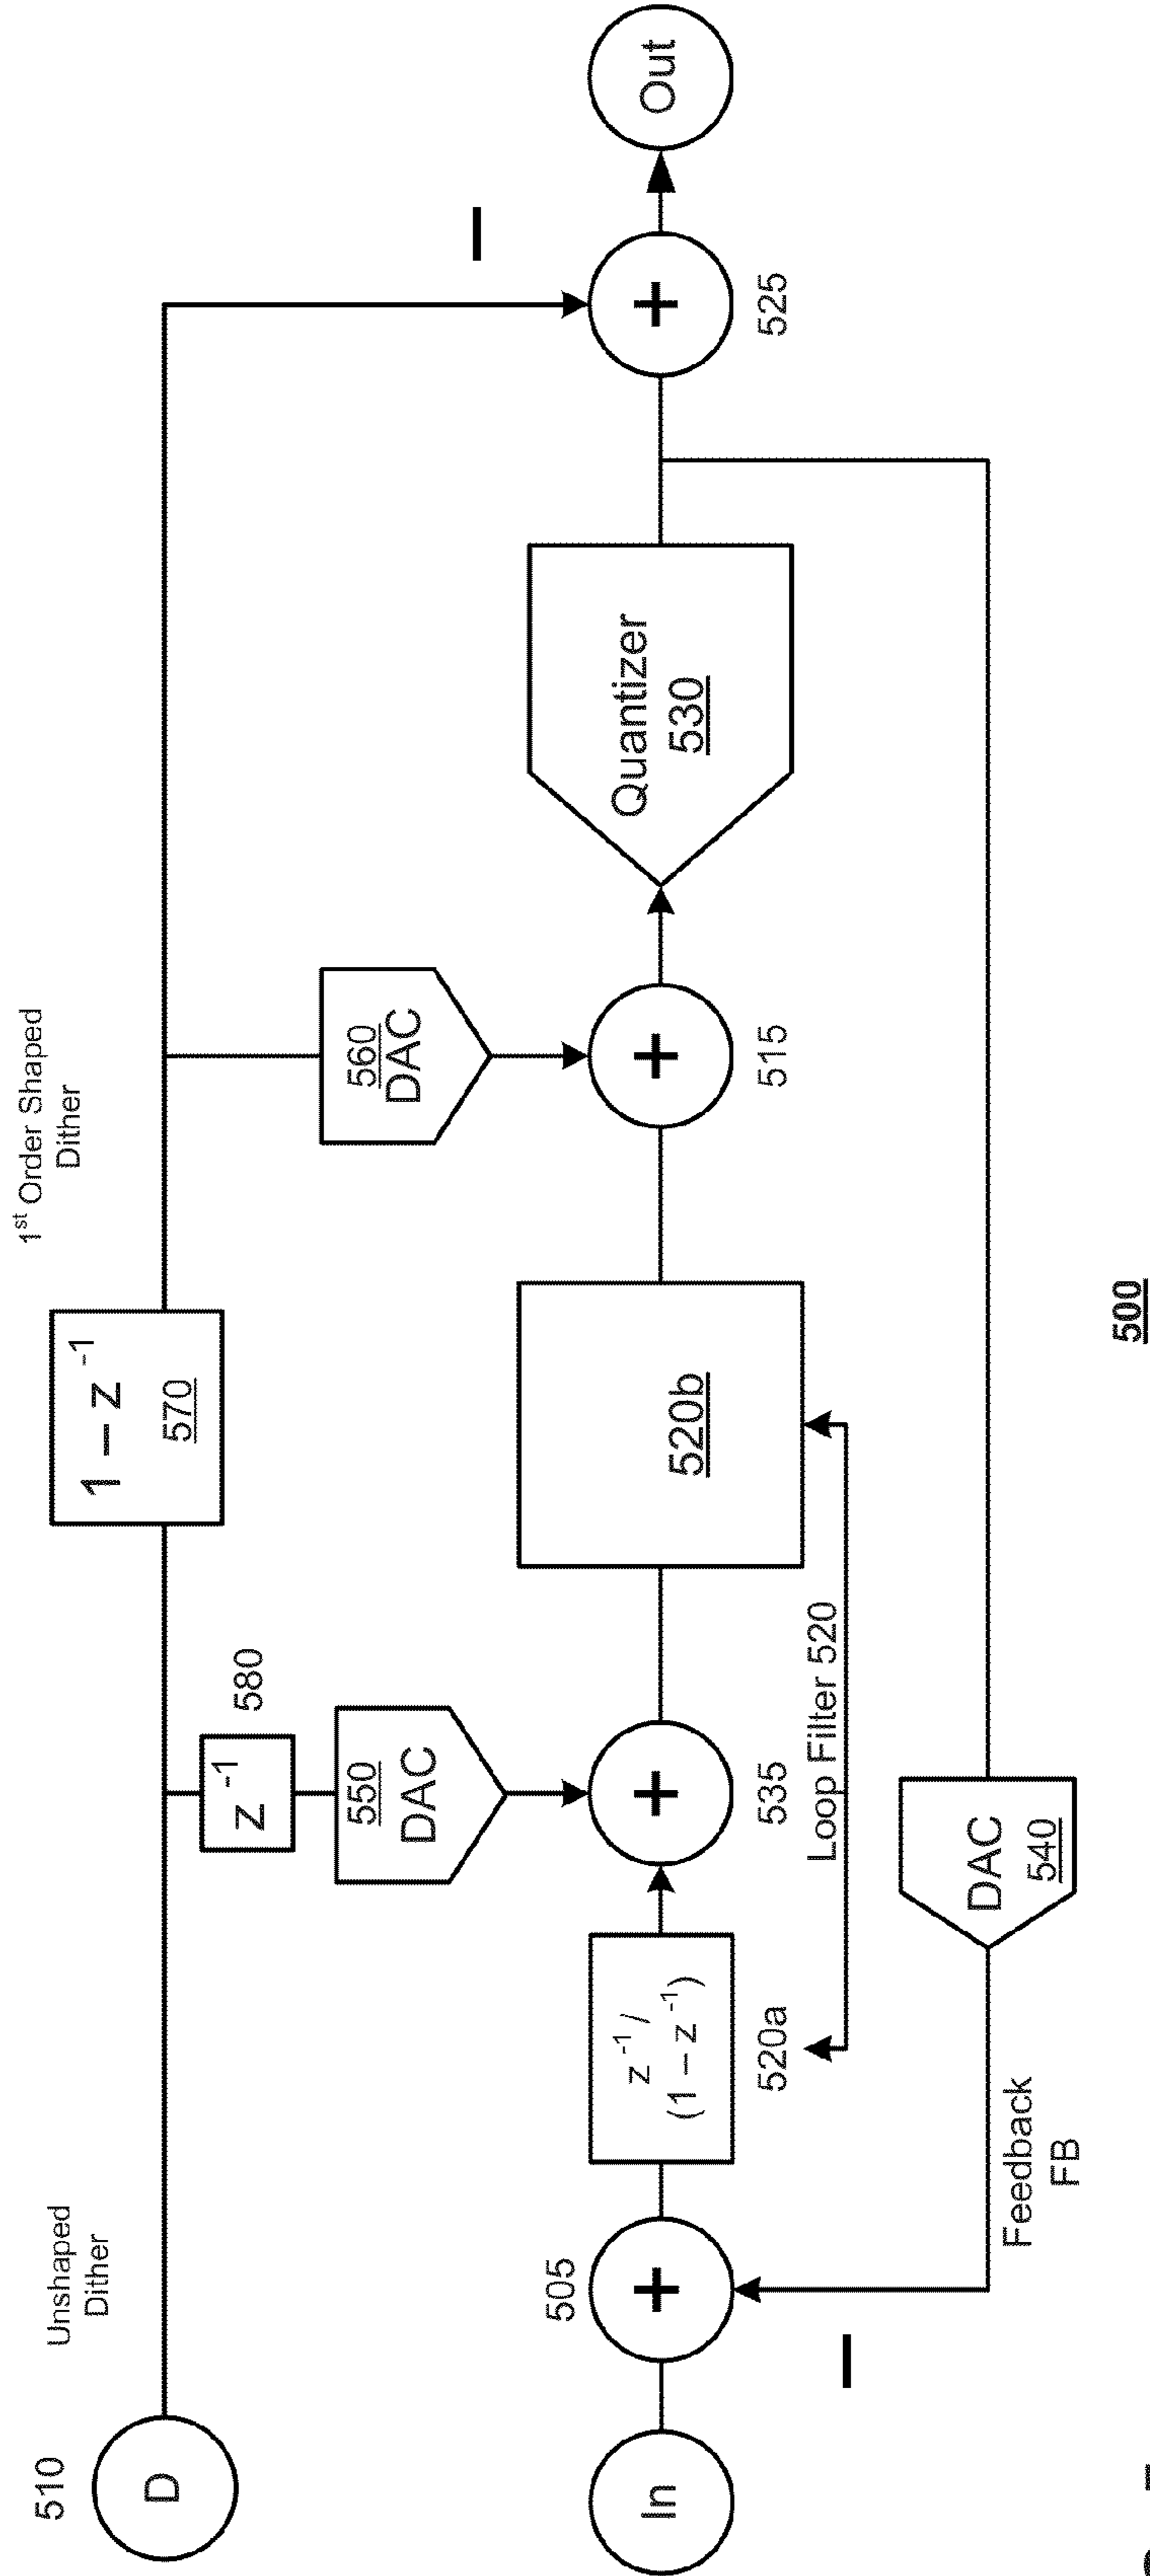 510
D
Unshaped
Dither
z⁻¹
580
550
DAC
1 – z⁻¹
570
1st Order Shaped
Dither
560
DAC
In
505
+
z⁻¹ /
(1 – z⁻¹)
520a
+
535
520b
+
515
Quantizer
530
+
525
Out
–
–
Loop Filter 520
Feedback
FB
DAC
540
500